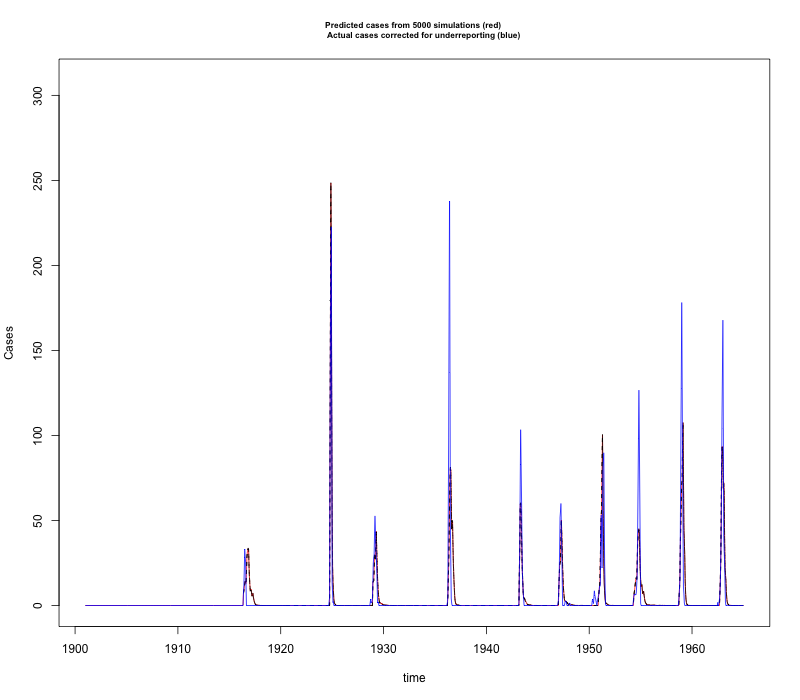 Predicted cases from 5000 simulations (red)
Actual cases corrected for underreporting (blue)
300
250
200
150
100
50
0
Cases
1900 1910 1920 1930 1940 1950 1960
time